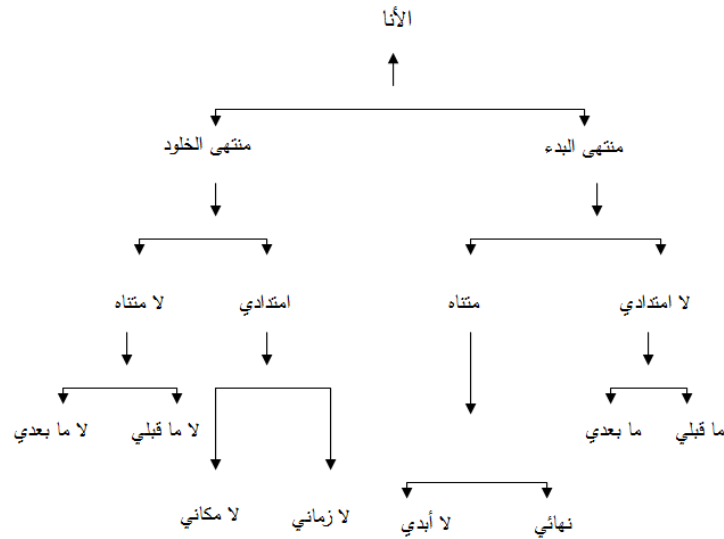 الأنا
منتهى البدء
منتهى الخلود
لا امتدادي
متناه
امتدادي
لا متناه
ما قبلي
ما بعدي
لا ما قبلي
لا ما بعدي
نهائي
لا أبدي
لا زماني
لا مكاني